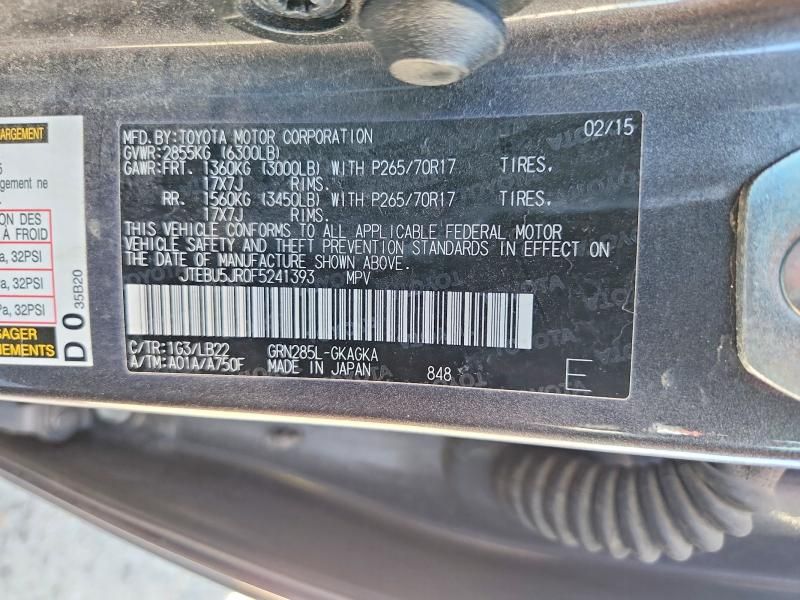 ARGEMENT
5
rgement ne
ION DES
À FROID
a, 32PSI
a, 32PSI
Pa, 32PSI
SAGER
NEMENTS
D 0 35B20
MFD.BY:TOYOTA MOTOR CORPORATION 02/15
GVWR:2855KG (6300LB)
GAWR:FRT. 1360KG (3000LB) WITH P265/70R17 TIRES,
17X7J RIMS.
RR. 1560KG (3450LB) WITH P265/70R17 TIRES,
17X7J RIMS.
THIS VEHICLE CONFORMS TO ALL APPLICABLE FEDERAL MOTOR
VEHICLE SAFETY AND THEFT PREVENTION STANDARDS IN EFFECT ON
THE DATE OF MANUFACTURE SHOWN ABOVE.
JTEBU5JR0F5241393 MPV
C/TR:1G3/LB22 GRN285L-GKAGKA
A/TM:A01A/A750F MADE IN JAPAN 848 E